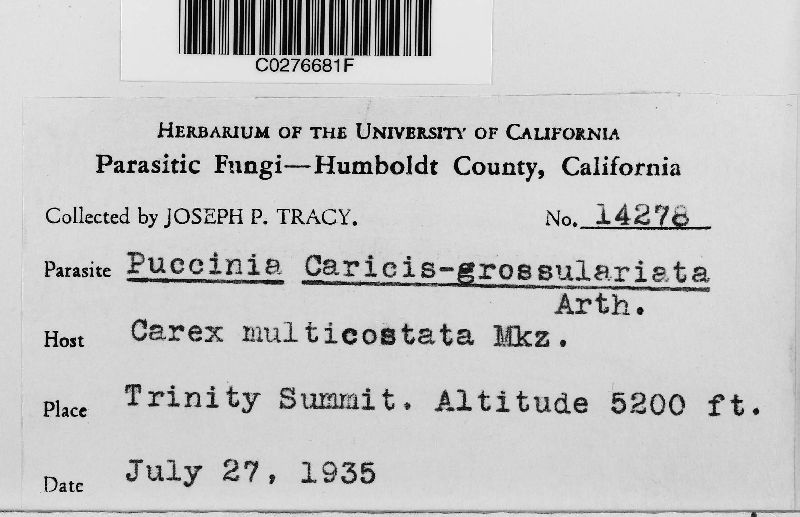 C0276681F
HERBARIUM OF THE UNIVERSITY OF CALIFORNIA
Parasitic Fungi—Humboldt County, California
Collected by JOSEPH P. TRACY. No. 14278
Parasite Puccinia Caricis-grossulariata
Arth.
Host Carex multicostata Mkz.
Place Trinity Summit. Altitude 5200 ft.
Date July 27, 1935